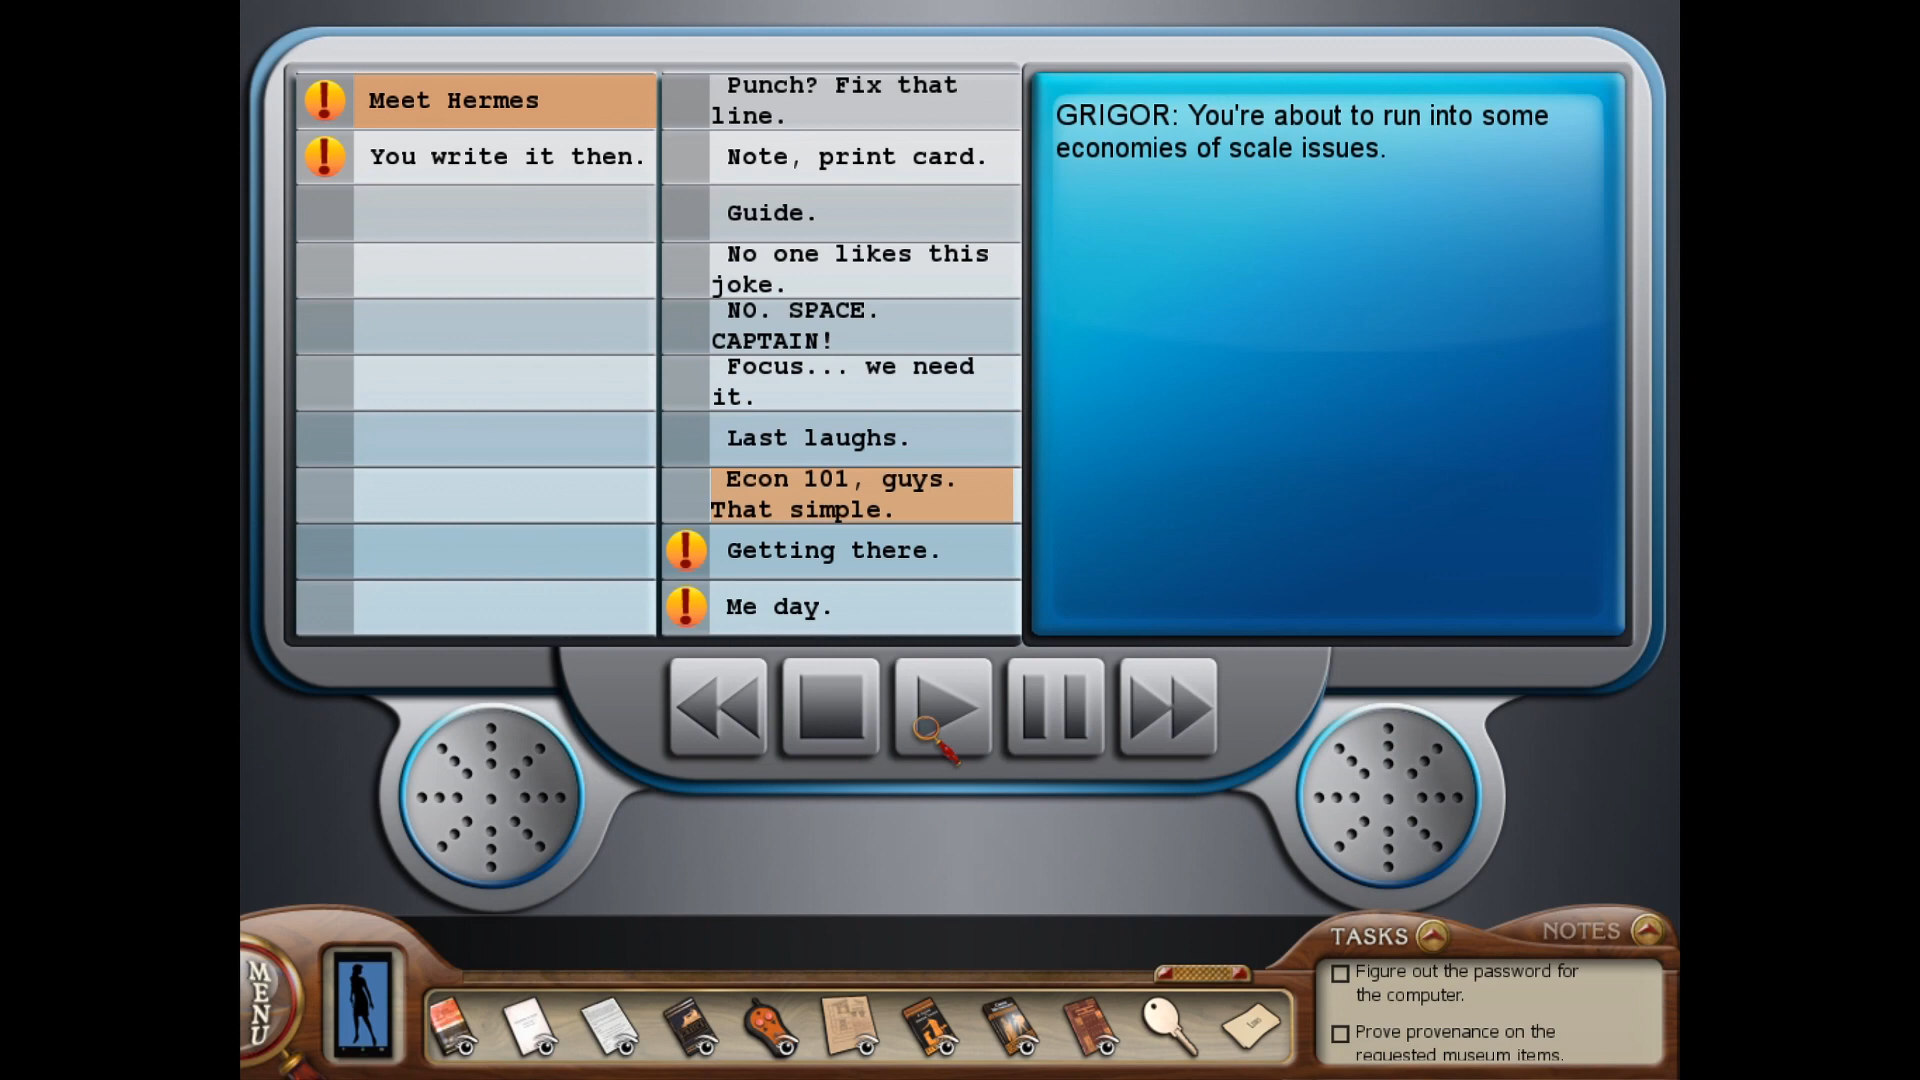 Meet Hermes
You write it then.
Punch? Fix that
line.
Note, print card.
Guide.
No one likes this
joke.
NO. SPACE.
CAPTAIN!
Focus... we need
it.
Last laughs.
Econ 101, guys.
That simple.
Getting there.
Me day.
GRIGOR: You're about to run into some
economies of scale issues.
MENU
TASKS
NOTES
Figure out the password for
the computer.
Prove provenance on the
requested museum items.